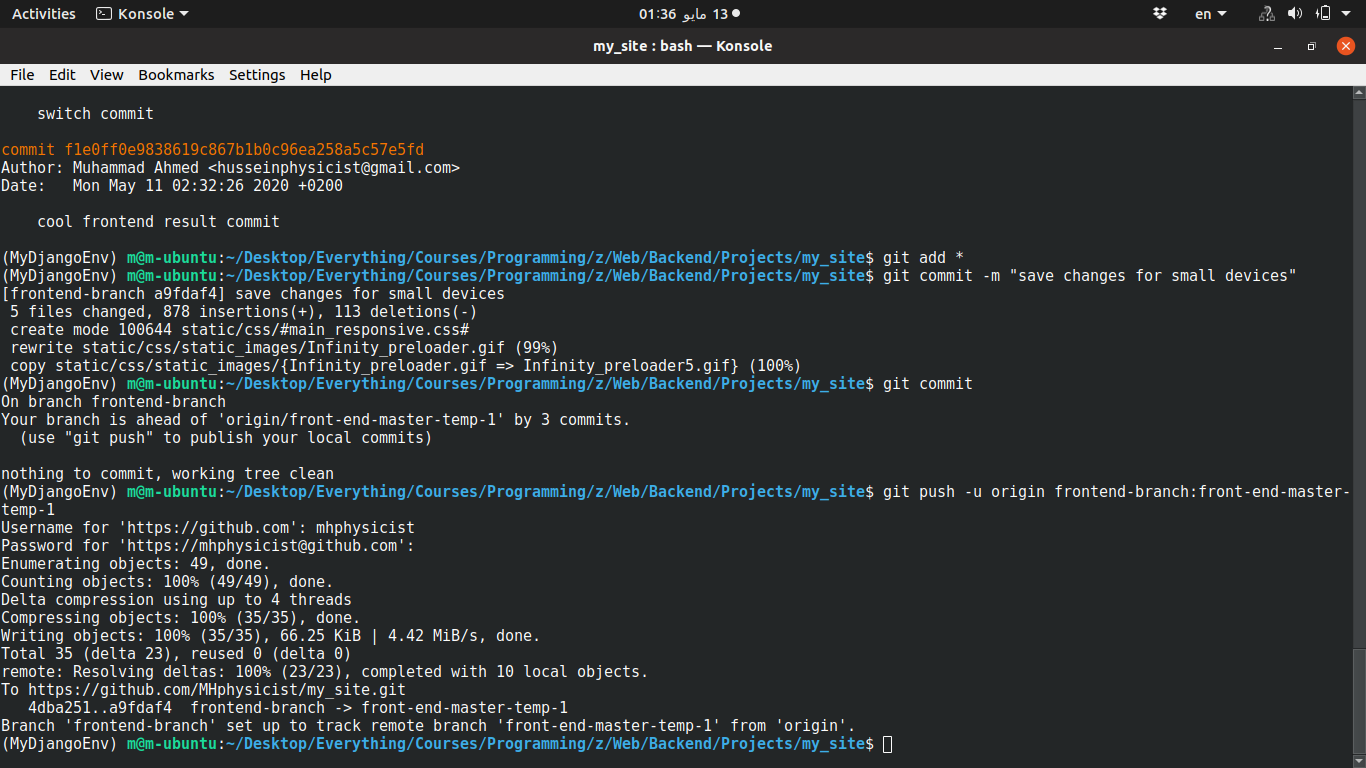 Activities Konsole 01:36 13 مايو en
my_site : bash — Konsole
File Edit View Bookmarks Settings Help
switch commit
commit f1e0ff0e9838619c867b1b0c96ea258a5c57e5fd
Author: Muhammad Ahmed <husseinphysicist@gmail.com>
Date:   Mon May 11 02:32:26 2020 +0200
cool frontend result commit
(MyDjangoEnv) m@m-ubuntu:~/Desktop/Everything/Courses/Programming/z/Web/Backend/Projects/my_site$ git add *
(MyDjangoEnv) m@m-ubuntu:~/Desktop/Everything/Courses/Programming/z/Web/Backend/Projects/my_site$ git commit -m "save changes for small devices"
[frontend-branch a9fdaf4] save changes for small devices
5 files changed, 878 insertions(+), 113 deletions(-)
create mode 100644 static/css/#main_responsive.css#
rewrite static/css/static_images/Infinity_preloader.gif (99%)
copy static/css/static_images/{Infinity_preloader.gif => Infinity_preloader5.gif} (100%)
(MyDjangoEnv) m@m-ubuntu:~/Desktop/Everything/Courses/Programming/z/Web/Backend/Projects/my_site$ git commit
On branch frontend-branch
Your branch is ahead of 'origin/front-end-master-temp-1' by 3 commits.
(use "git push" to publish your local commits)
nothing to commit, working tree clean
(MyDjangoEnv) m@m-ubuntu:~/Desktop/Everything/Courses/Programming/z/Web/Backend/Projects/my_site$ git push -u origin frontend-branch:front-end-master-
temp-1
Username for 'https://github.com': mhphysicist
Password for 'https://mhphysicist@github.com':
Enumerating objects: 49, done.
Counting objects: 100% (49/49), done.
Delta compression using up to 4 threads
Compressing objects: 100% (35/35), done.
Writing objects: 100% (35/35), 66.25 KiB | 4.42 MiB/s, done.
Total 35 (delta 23), reused 0 (delta 0)
remote: Resolving deltas: 100% (23/23), completed with 10 local objects.
To https://github.com/MHphysicist/my_site.git
4dba251..a9fdaf4  frontend-branch -> front-end-master-temp-1
Branch 'frontend-branch' set up to track remote branch 'front-end-master-temp-1' from 'origin'.
(MyDjangoEnv) m@m-ubuntu:~/Desktop/Everything/Courses/Programming/z/Web/Backend/Projects/my_site$